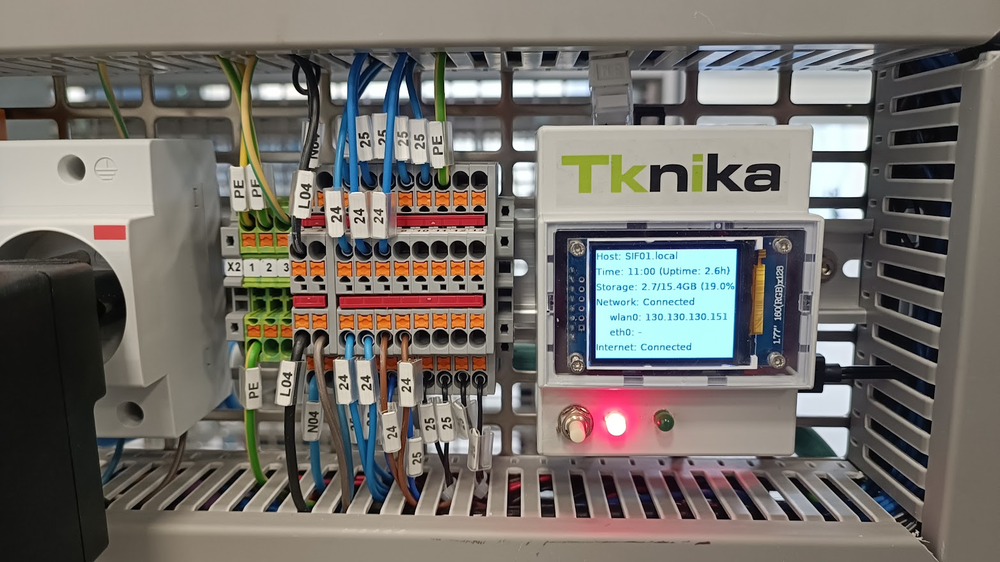 25
25
25
25
PE
N04
PE
PE
L04
24
24
24
Tknika
X2 1 2 3
Host: SIF01.local
Time: 11:00 (Uptime: 2.6h)
Storage: 2.7/15.4GB (19.0%
Network: Connected
wlan0: 130.130.130.151
eth0: -
Internet: Connected
1.77" 160(RGB)x128
PE
L04
N04
24
24
24
24
25
25
25